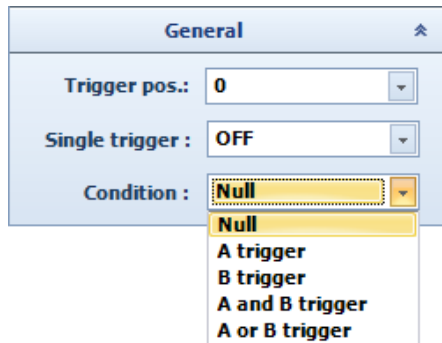 General
Trigger pos.: 0
Single trigger : OFF
Condition : Null
Null
A trigger
B trigger
A and B trigger
A or B trigger